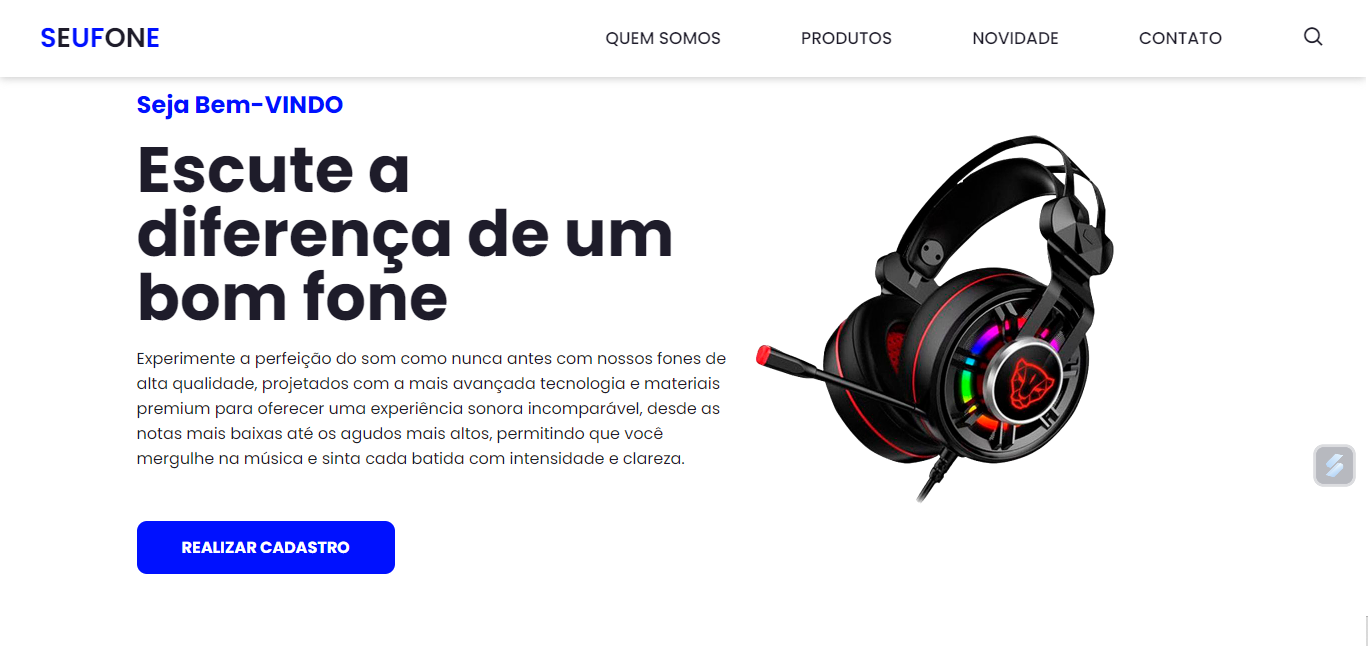 SEUFONE
QUEM SOMOS
PRODUTOS
NOVIDADE
CONTATO
Seja Bem-VINDO
Escute a
diferença de um
bom fone
Experimente a perfeição do som como nunca antes com nossos fones de
alta qualidade, projetados com a mais avançada tecnologia e materiais
premium para oferecer uma experiência sonora incomparável, desde as
notas mais baixas até os agudos mais altos, permitindo que você
mergulhe na música e sinta cada batida com intensidade e clareza.
REALIZAR CADASTRO